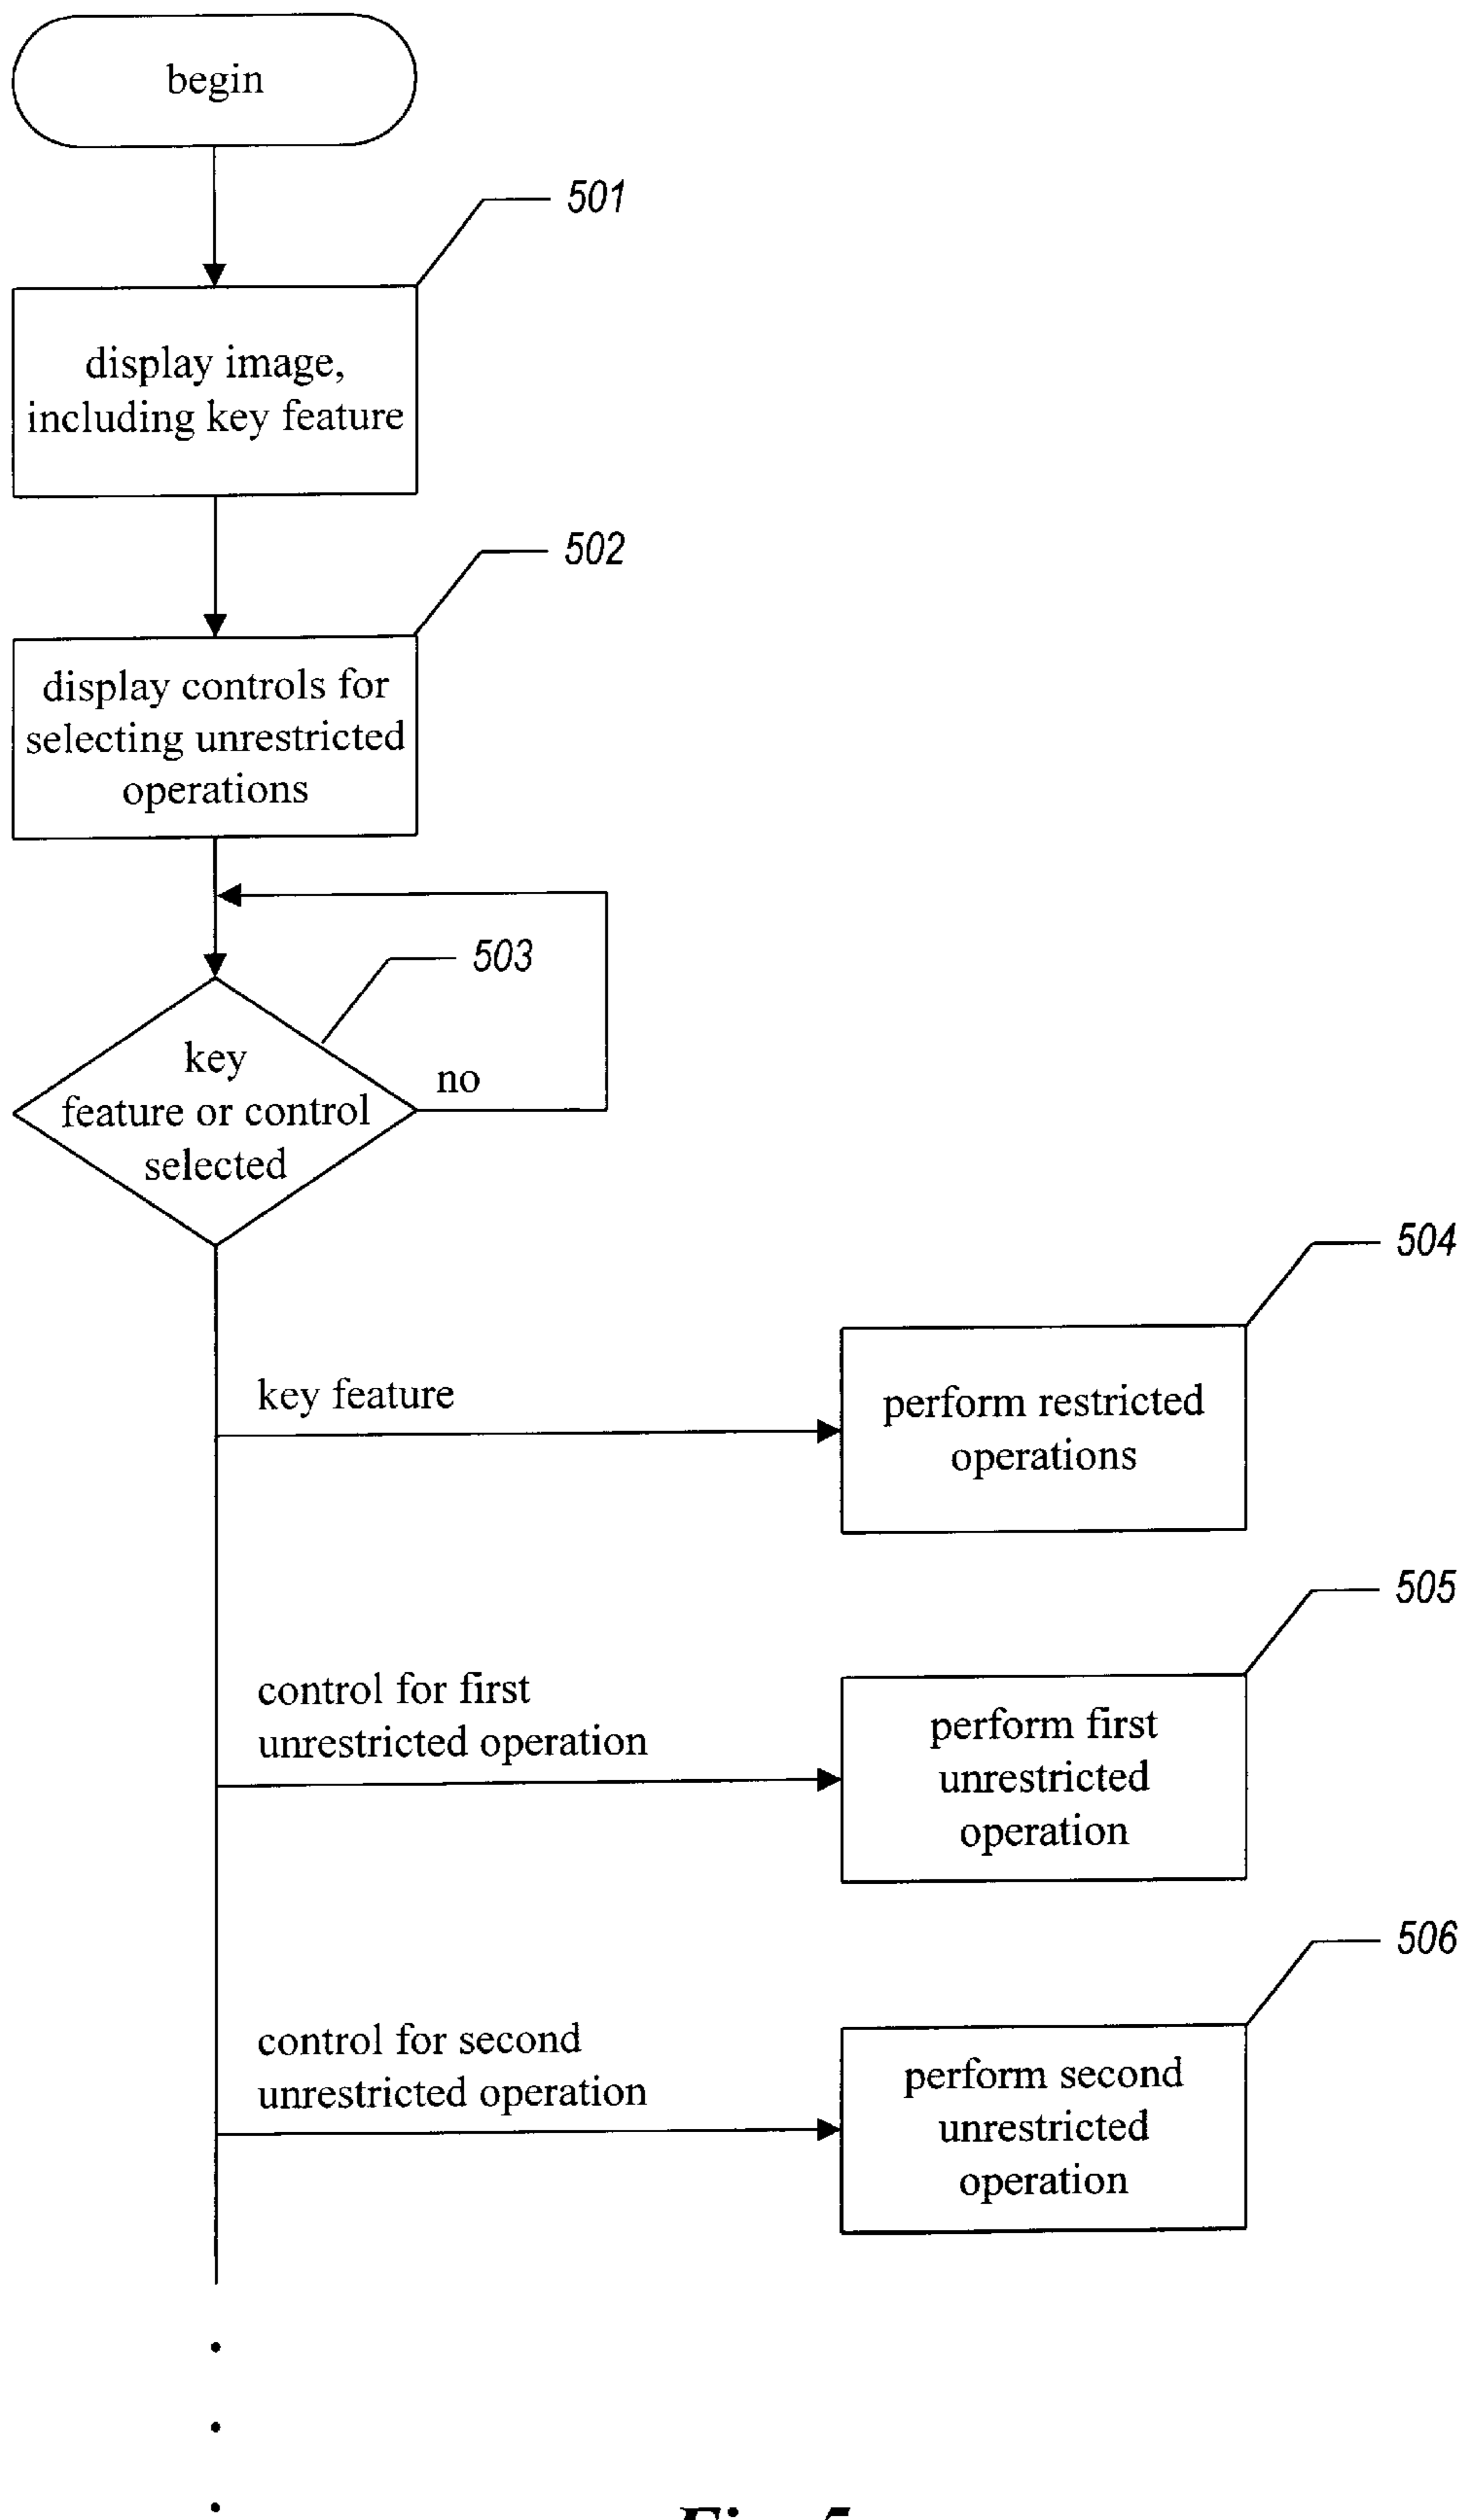 begin
501
display image,
including key feature
502
display controls for
selecting unrestricted
operations
503
key
feature or control
selected
no
504
key feature
perform restricted
operations
505
control for first
unrestricted operation
perform first
unrestricted
operation
506
control for second
unrestricted operation
perform second
unrestricted
operation